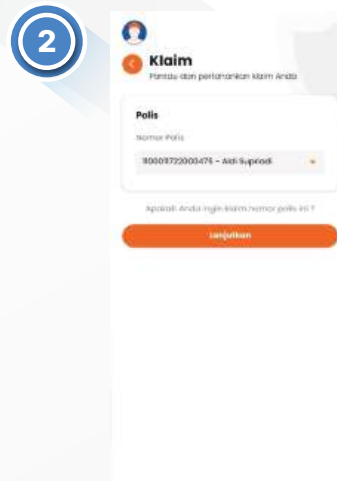 2
Klaim
Pantau dan pertahankan klaim Anda
Polis
Nomor Polis
Aldi Supriadi
Apakah Anda ingin klaim nomor polis ini ?
Lanjutkan